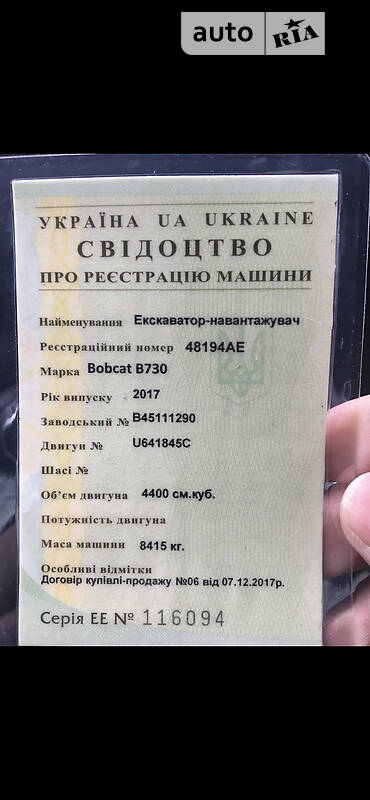 auto RIA
УКРАЇНА UA UKRAINE
СВІДОЦТВО
ПРО РЕЄСТРАЦІЮ МАШИНИ
Найменування Екскаватор-навантажувач
Реєстраційний номер 48194АЕ
Марка Bobcat B730
Рік випуску 2017
Заводський № B45111290
Двигун № U641845C
Шасі №
Об'єм двигуна 4400 см.куб.
Потужність двигуна
Маса машини 8415 кг.
Особливі відмітки
Договір купівлі-продажу №06 від 07.12.2017р.
Серія ЕЕ № 116094